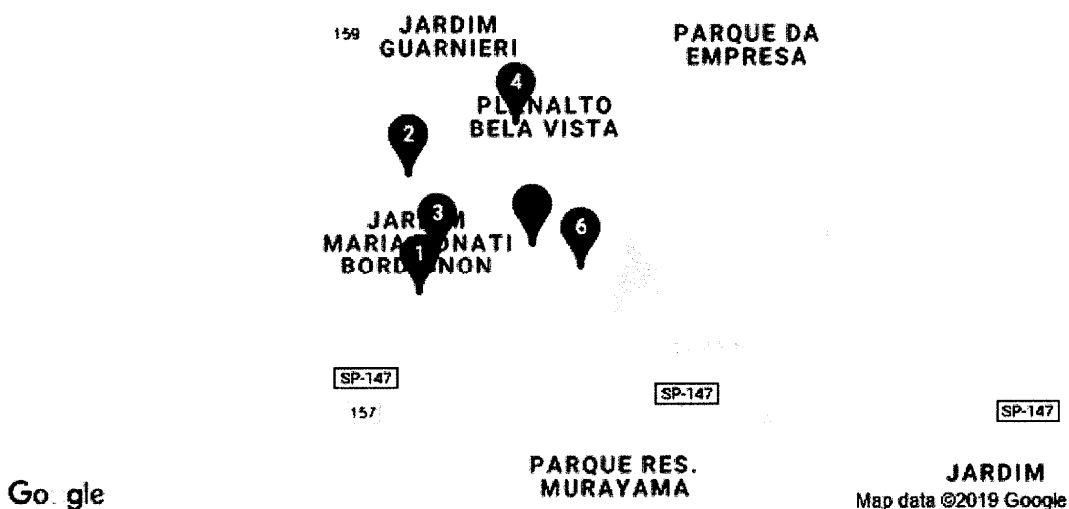 159
JARDIM
GUARNIERI
PARQUE DA
EMPRESA
4
PLANALTO
BELA VISTA
2
3
JARDIM
MARIA BONATI
BORDIGNON
1
6
SP-147
SP-147
SP-147
157
PARQUE RES.
MURAYAMA
JARDIM
Google
Map data ©2019 Google